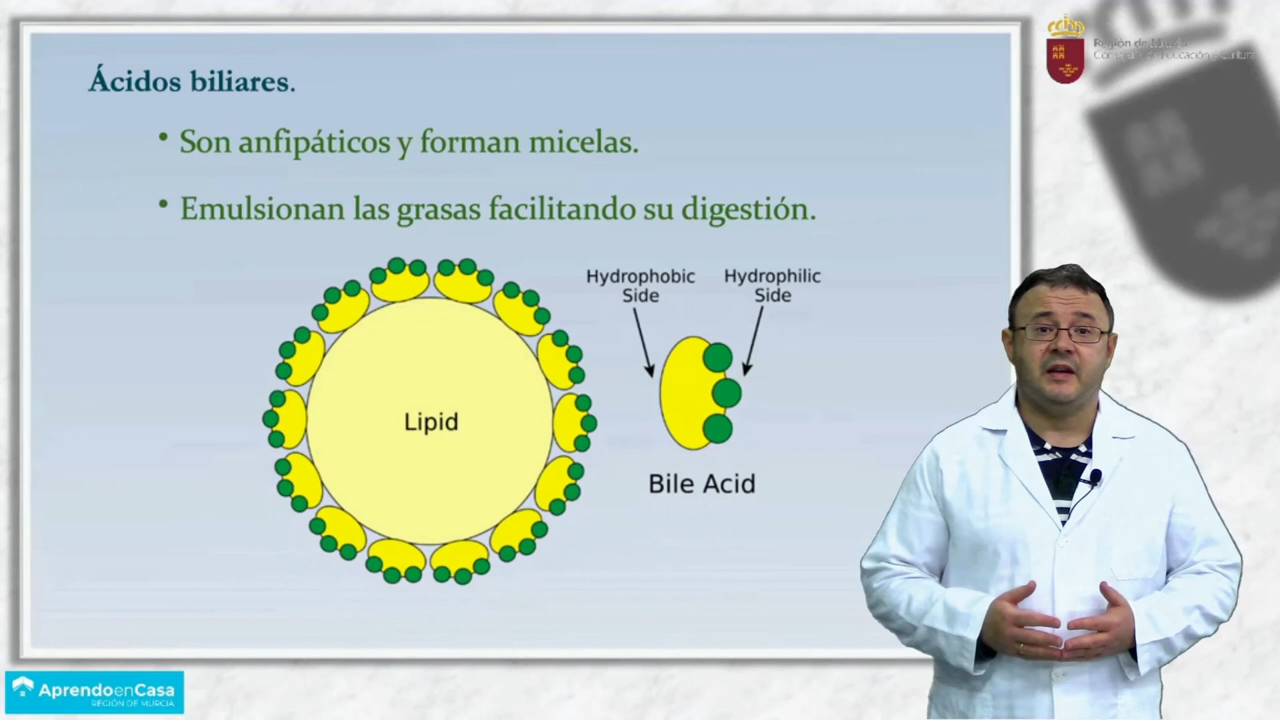 Ácidos biliares.
• Son anfipáticos y forman micelas.
• Emulsionan las grasas facilitando su digestión.
Hydrophobic
Side
Hydrophilic
Side
Lipid
Bile Acid
Región de Murcia
AprendoenCasa
REGIÓN DE MURCIA